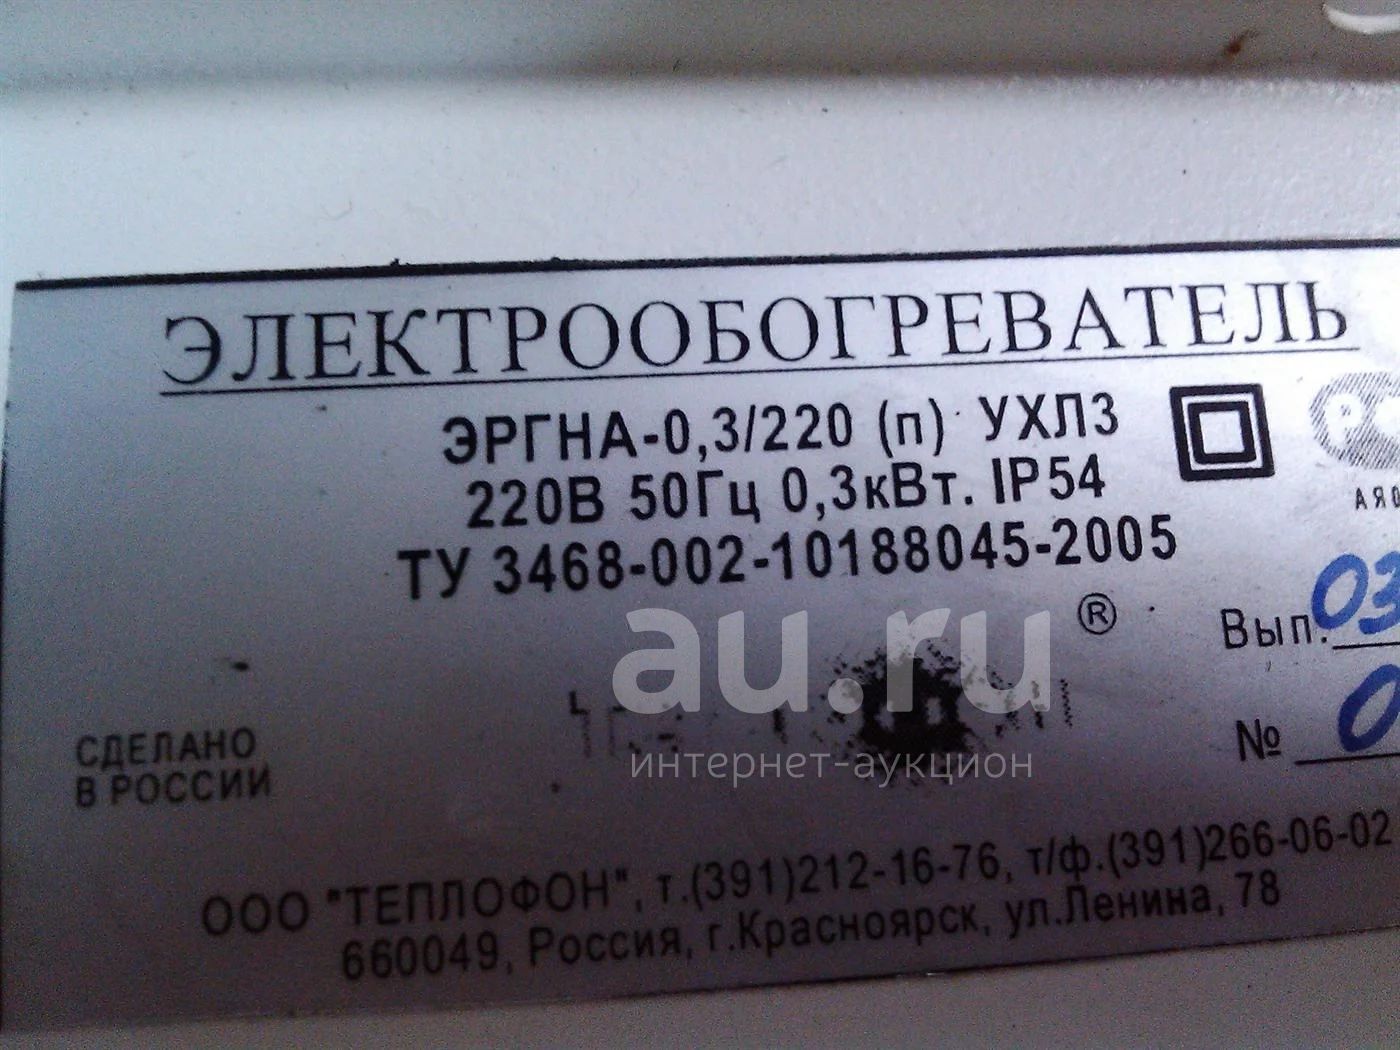 ЭЛЕКТРООБОГРЕВАТЕЛЬ
ЭРГНА-0,3/220 (п) УХЛ3
220В 50Гц 0,3кВт. IP54
ТУ 3468-002-10188045-2005
®
Вып. 03
№ 0
СДЕЛАНО
В РОССИИ
au.ru
интернет-аукцион
ООО "ТЕПЛОФОН", т.(391)212-16-76, т/ф.(391)266-06-02
660049, Россия, г.Красноярск, ул.Ленина, 78